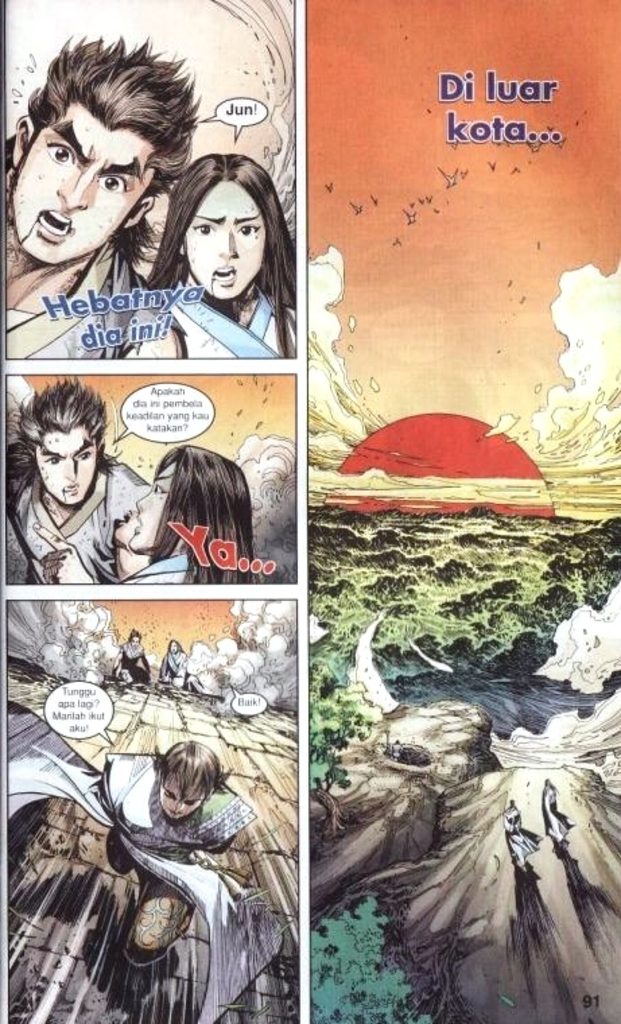 Jun!
Hebatnya
dia ini!
Apakah
dia ini pembela
keadilan yang kau
katakan?
Ya...
Tunggu
apa lagi?
Marilah ikut
aku!
Baik!
Di luar
kota...
91